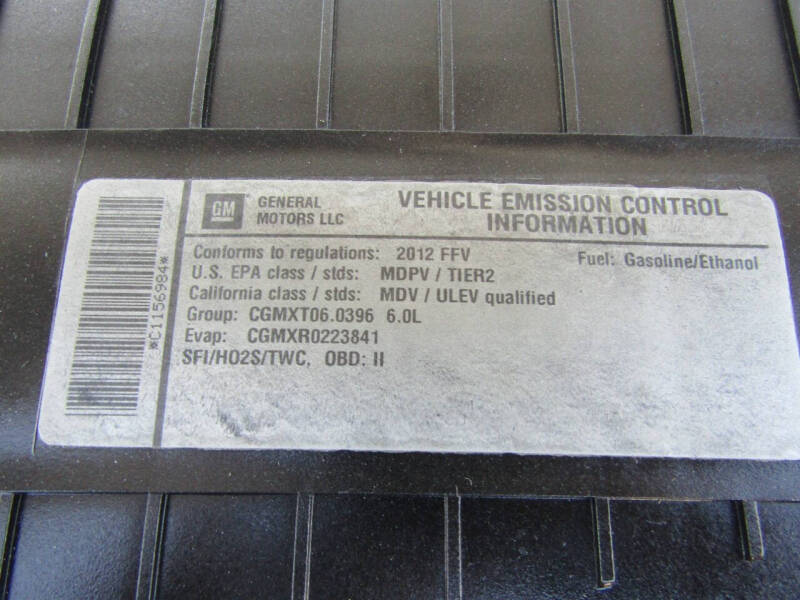 *C1156984*
GM
GENERAL
MOTORS LLC
VEHICLE EMISSION CONTROL
INFORMATION
Conforms to regulations: 2012 FFV
Fuel: Gasoline/Ethanol
U.S. EPA class / stds: MDPV / TIER2
California class / stds: MDV / ULEV qualified
Group: CGMXT06.0396 6.0L
Evap: CGMXR0223841
SFI/HO2S/TWC, OBD: II